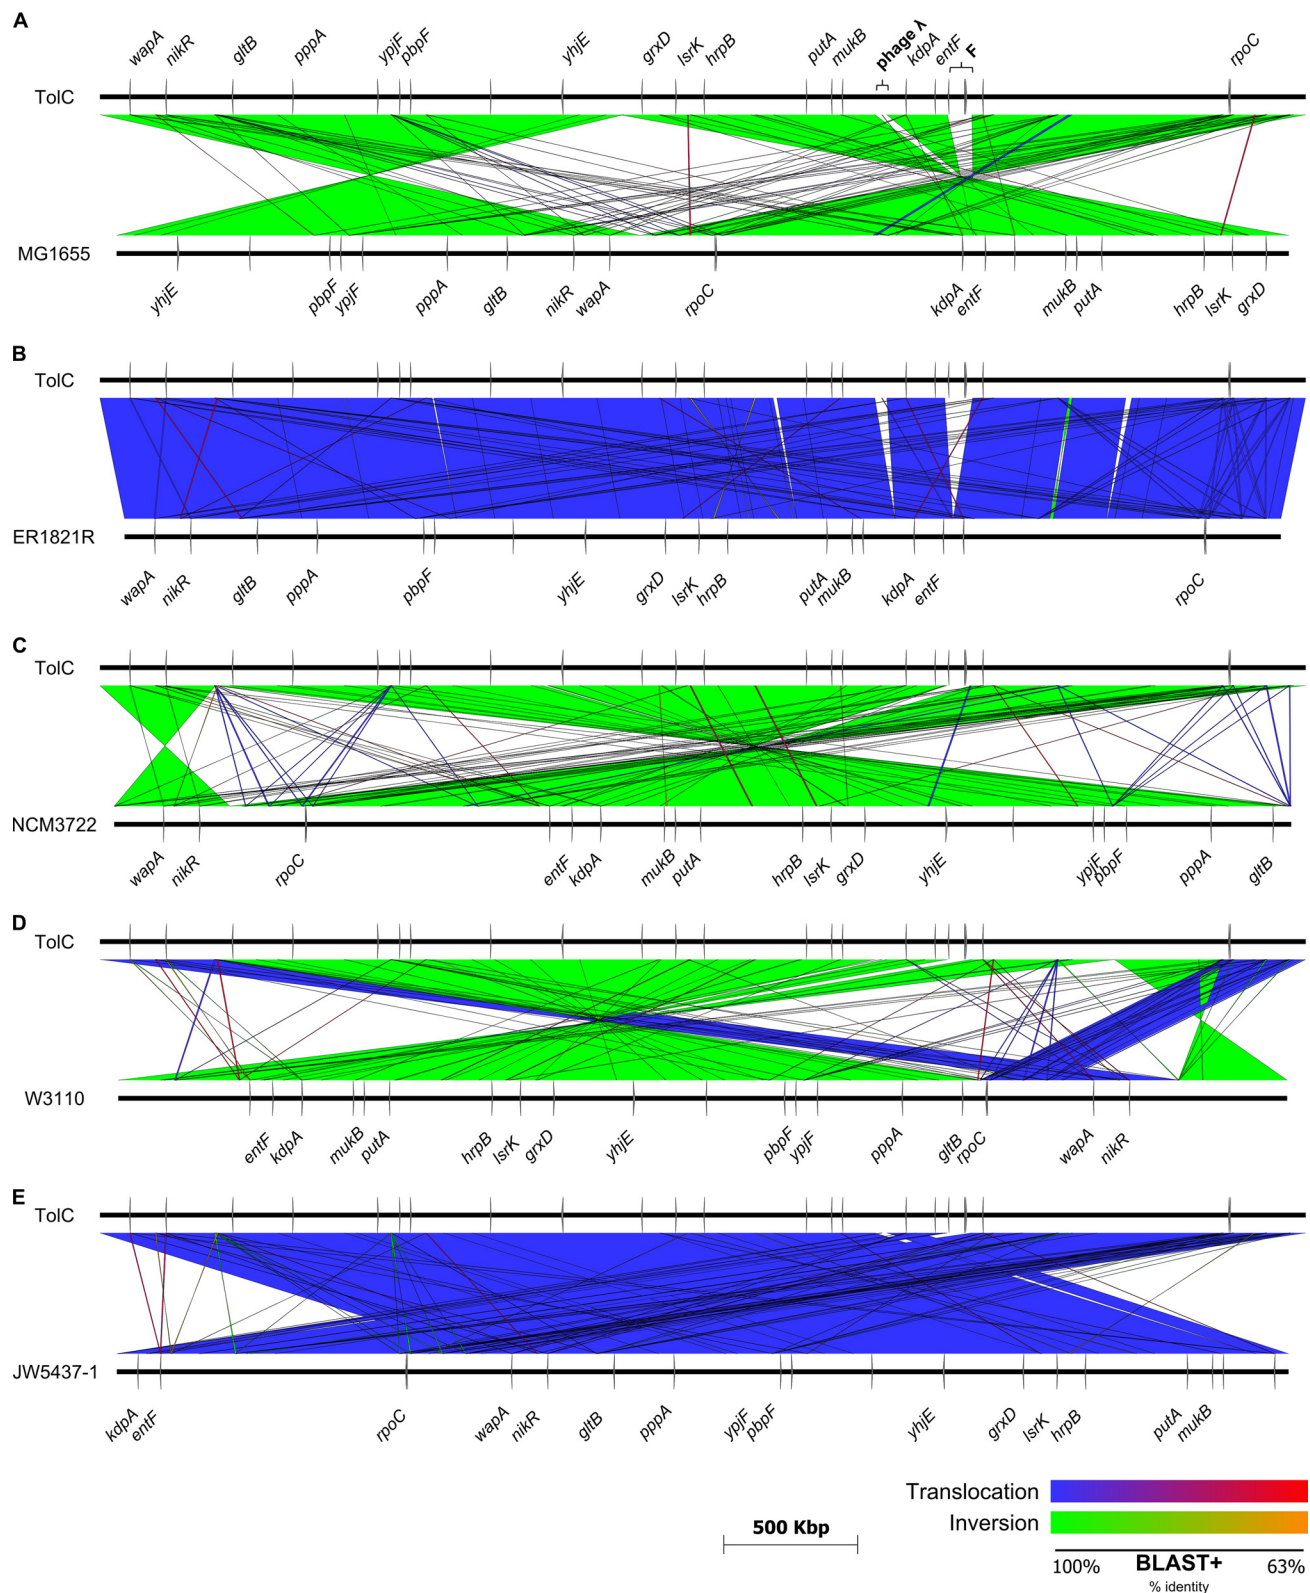 A
wapA nikR gltB pppA ypjF pbpF yhjE grxD lsrK hrpB putA mukB phage λ kdpA entF F rpoC
TolC
MG1655
yhjE pbpF ypjF pppA gltB nikR wapA rpoC kdpA entF mukB putA hrpB lsrK grxD
B
TolC
ER1821R
wapA nikR gltB pppA pbpF yhjE grxD lsrK hrpB putA mukB kdpA entF rpoC
C
TolC
NCM3722
wapA nikR rpoC entF kdpA mukB putA hrpB lsrK grxD yhjE ypjF pbpF pppA gltB
D
TolC
W3110
entF kdpA mukB putA hrpB lsrK grxD yhjE pbpF ypjF pppA gltB rpoC wapA nikR
E
TolC
JW5437-1
kdpA entF rpoC wapA nikR gltB pppA ypjF pbpF yhjE grxD lsrK hrpB putA mukB
Translocation
Inversion
500 Kbp
100% BLAST+ 63%
% identity